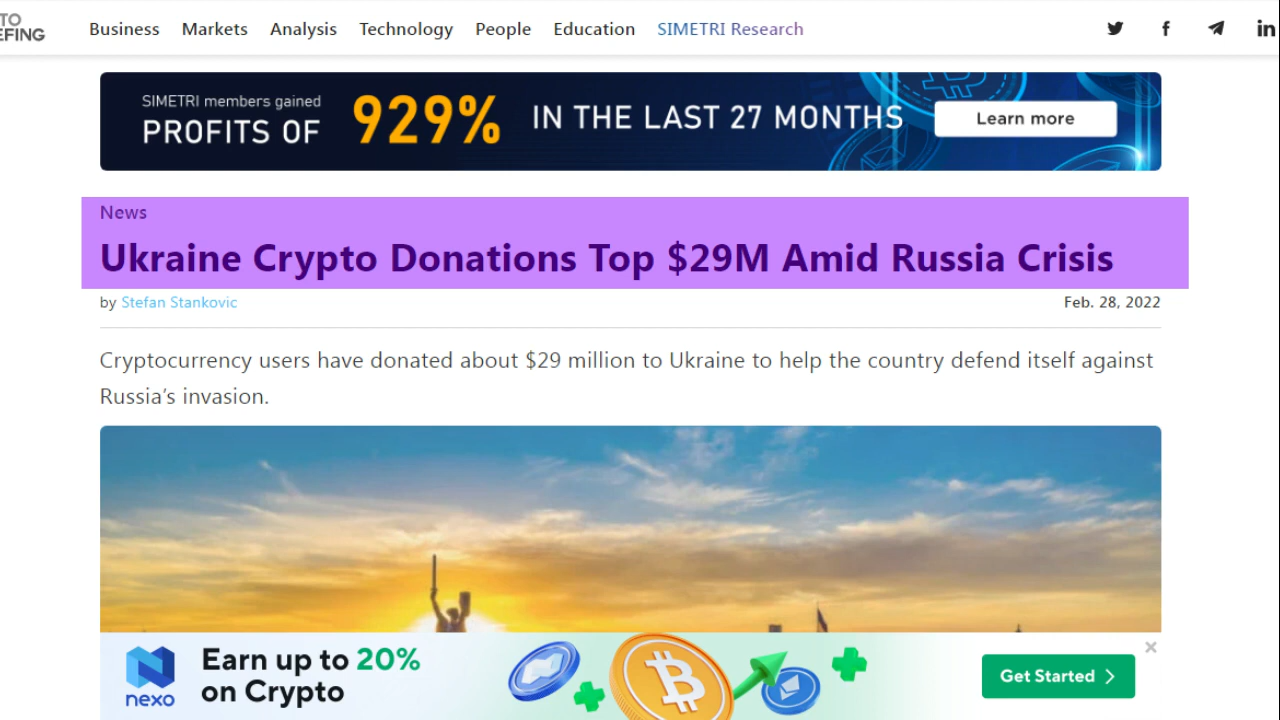 Business Markets Analysis Technology People Education SIMETRI Research
EFING
SIMETRI members gained
PROFITS OF 929% IN THE LAST 27 MONTHS
Learn more
News
Ukraine Crypto Donations Top $29M Amid Russia Crisis
by Stefan Stankovic Feb. 28, 2022
Cryptocurrency users have donated about $29 million to Ukraine to help the country defend itself against
Russia’s invasion.
Earn up to 20%
on Crypto
nexo
Get Started